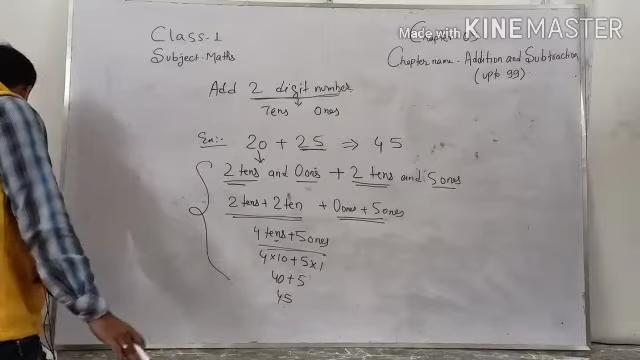 Class-1
Subject-Maths
Made with KINEMASTER
Chapter
Chapter name- Addition and Subtraction
(upto 99)
Add 2 digit number
Tens Ones
Ex:- 20 + 25 ⇒ 45
2 tens and 0 ones + 2 tens and 5 ones
2 tens + 2 ten + 0 ones + 5 ones
4 tens + 5 ones
4×10 + 5×1
40 + 5
45